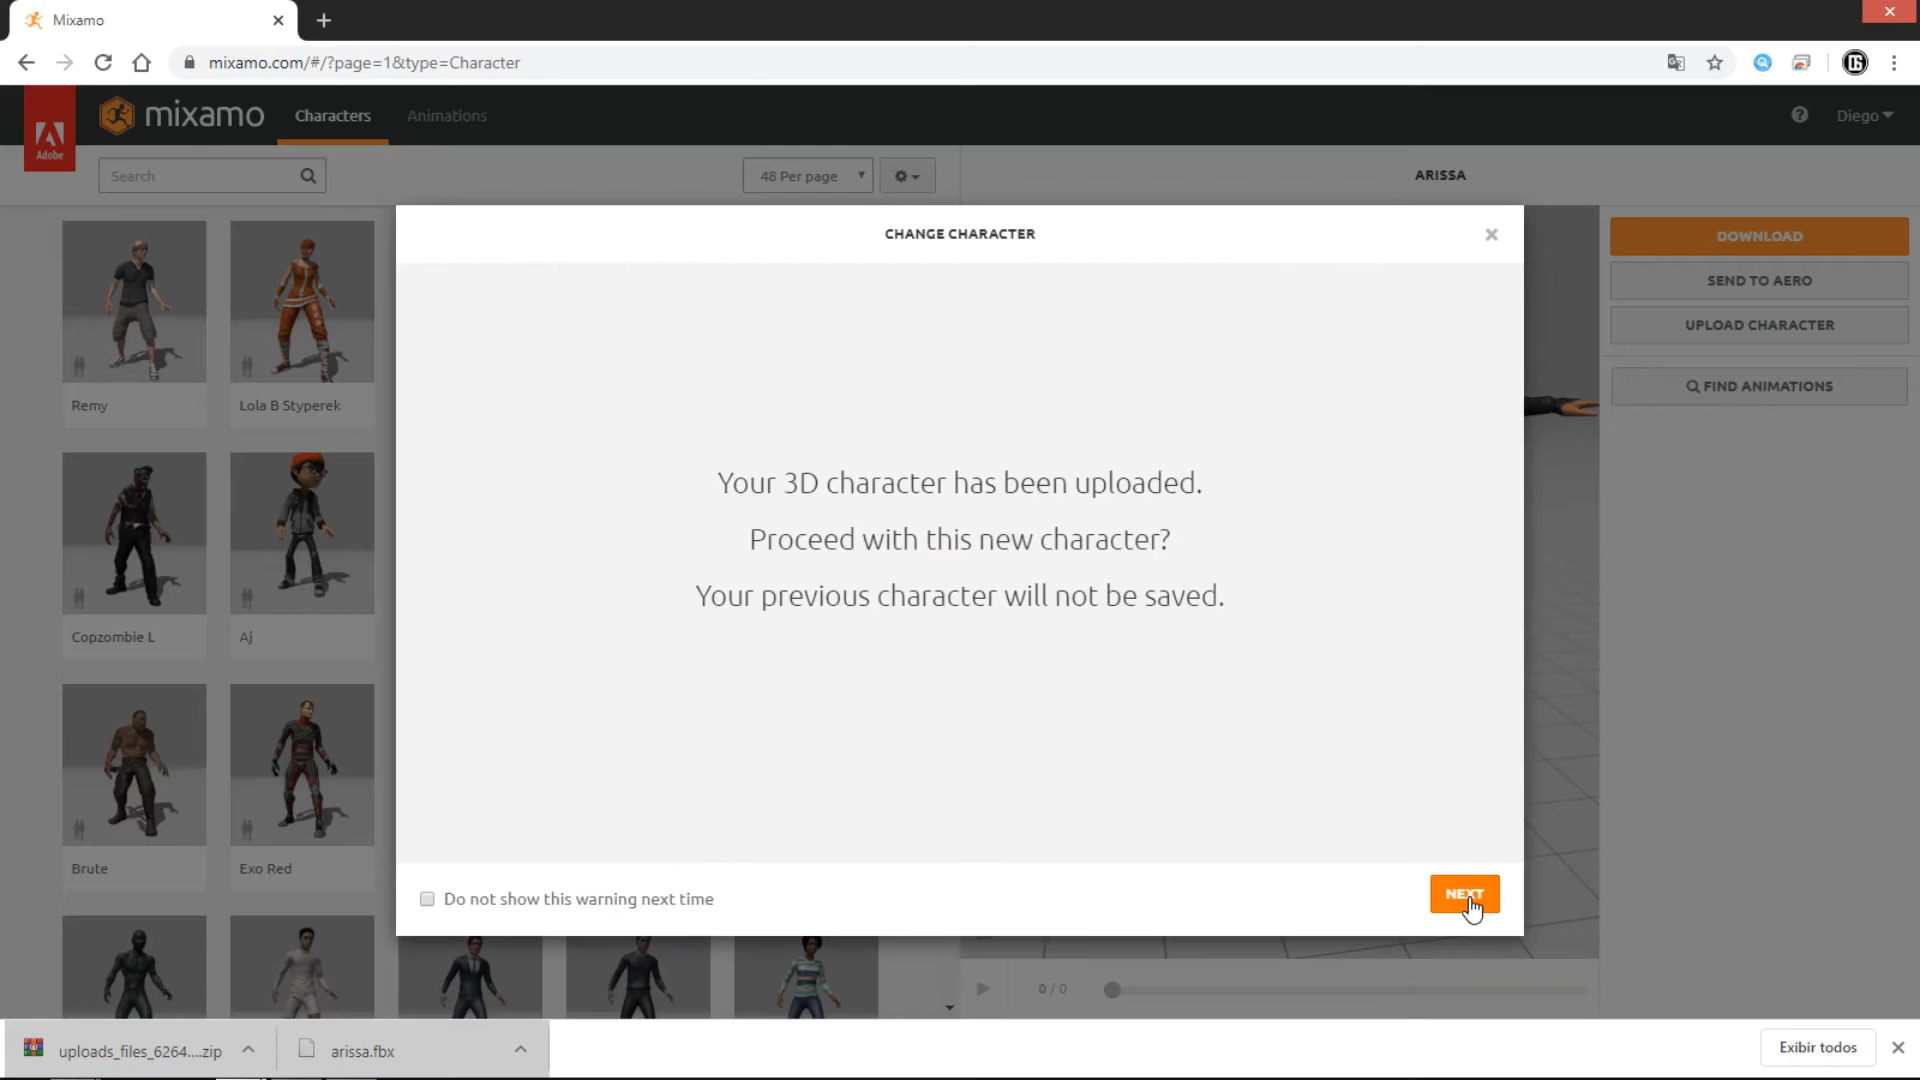 Mixamo
mixamo.com/#/?page=1&type=Character
DG
Adobe
mixamo
Characters
Animations
Diego
Search
48 Per page
ARISSA
CHANGE CHARACTER
DOWNLOAD
SEND TO AERO
UPLOAD CHARACTER
FIND ANIMATIONS
Remy
Lola B Styperek
Your 3D character has been uploaded.
Proceed with this new character?
Your previous character will not be saved.
Copzombie L
Aj
Brute
Exo Red
Do not show this warning next time
NEXT
0 / 0
uploads_files_6264....zip
arissa.fbx
Exibir todos